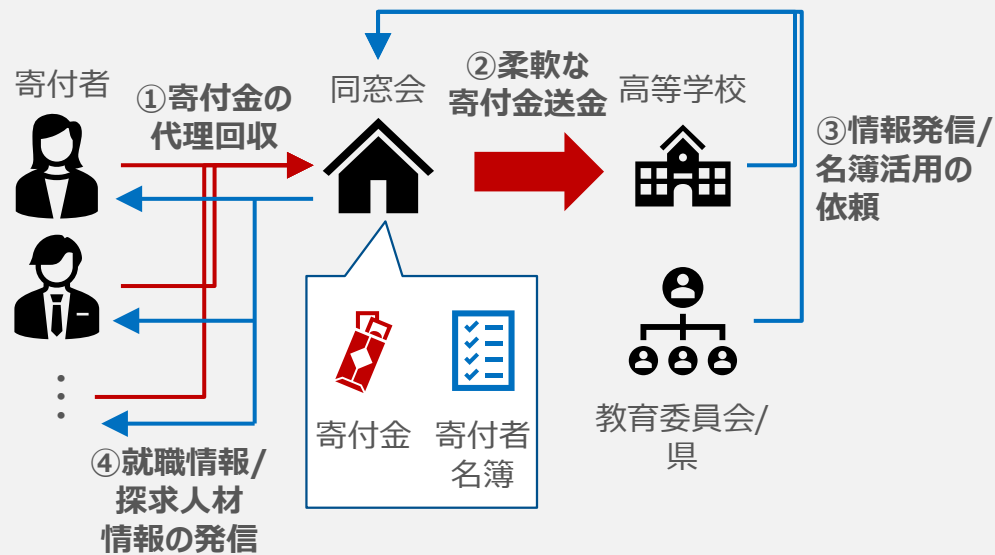 寄付者
①寄付金の
代理回収
同窓会
②柔軟な
寄付金送金
高等学校
③情報発信/
名簿活用の
依頼
寄付金
寄付者
名簿
教育委員会/
県
④就職情報/
探求人材
情報の発信